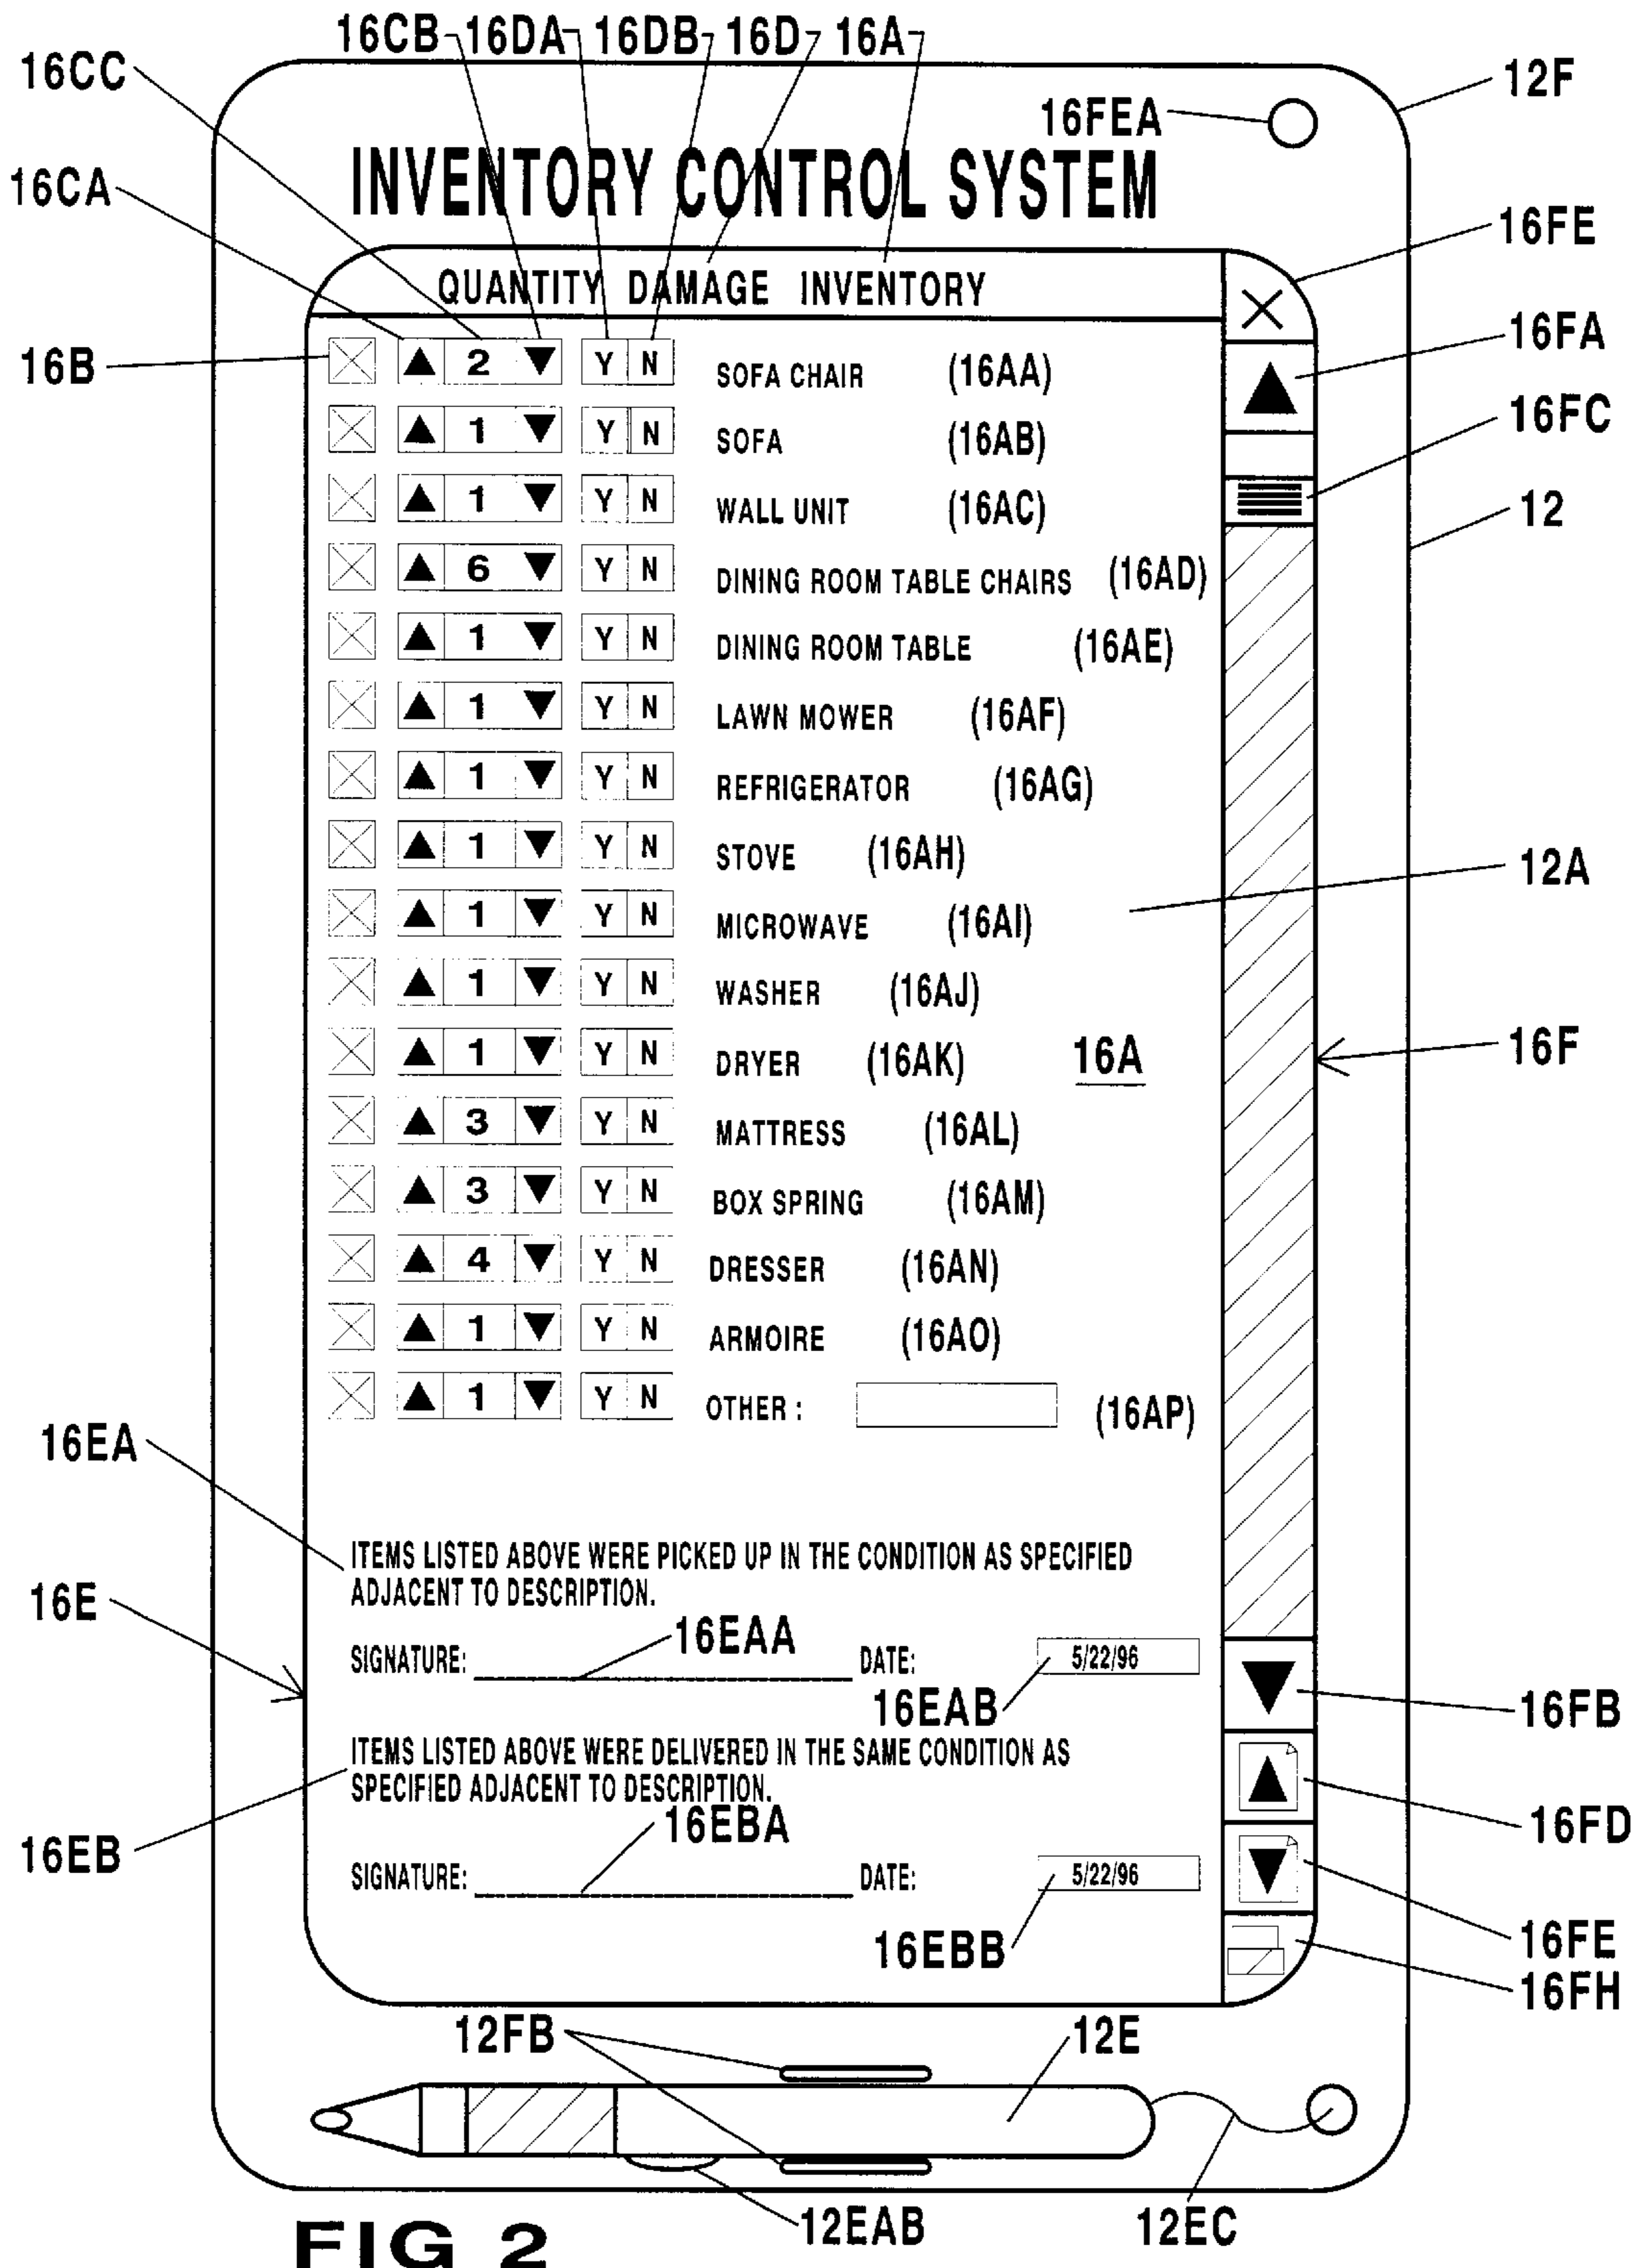 16CB 16DA 16DB 16D 16A
16CC
12F
16FEA
INVENTORY CONTROL SYSTEM
16CA
16FE
QUANTITY DAMAGE INVENTORY
16FA
16B
2 Y N SOFA CHAIR (16AA)
16FC
1 Y N SOFA (16AB)
1 Y N WALL UNIT (16AC)
12
6 Y N DINING ROOM TABLE CHAIRS (16AD)
1 Y N DINING ROOM TABLE (16AE)
1 Y N LAWN MOWER (16AF)
1 Y N REFRIGERATOR (16AG)
1 Y N STOVE (16AH)
12A
1 Y N MICROWAVE (16AI)
1 Y N WASHER (16AJ)
1 Y N DRYER (16AK) 16A
16F
3 Y N MATTRESS (16AL)
3 Y N BOX SPRING (16AM)
4 Y N DRESSER (16AN)
1 Y N ARMOIRE (16AO)
1 Y N OTHER : (16AP)
16EA
ITEMS LISTED ABOVE WERE PICKED UP IN THE CONDITION AS SPECIFIED
ADJACENT TO DESCRIPTION.
16E
16EAA
SIGNATURE: DATE: 5/22/96
16EAB
16FB
ITEMS LISTED ABOVE WERE DELIVERED IN THE SAME CONDITION AS
SPECIFIED ADJACENT TO DESCRIPTION.
16EBA
16FD
16EB
SIGNATURE: DATE: 5/22/96
16EBB
16FE
16FH
12FB 12E
12EAB 12EC
FIG 2